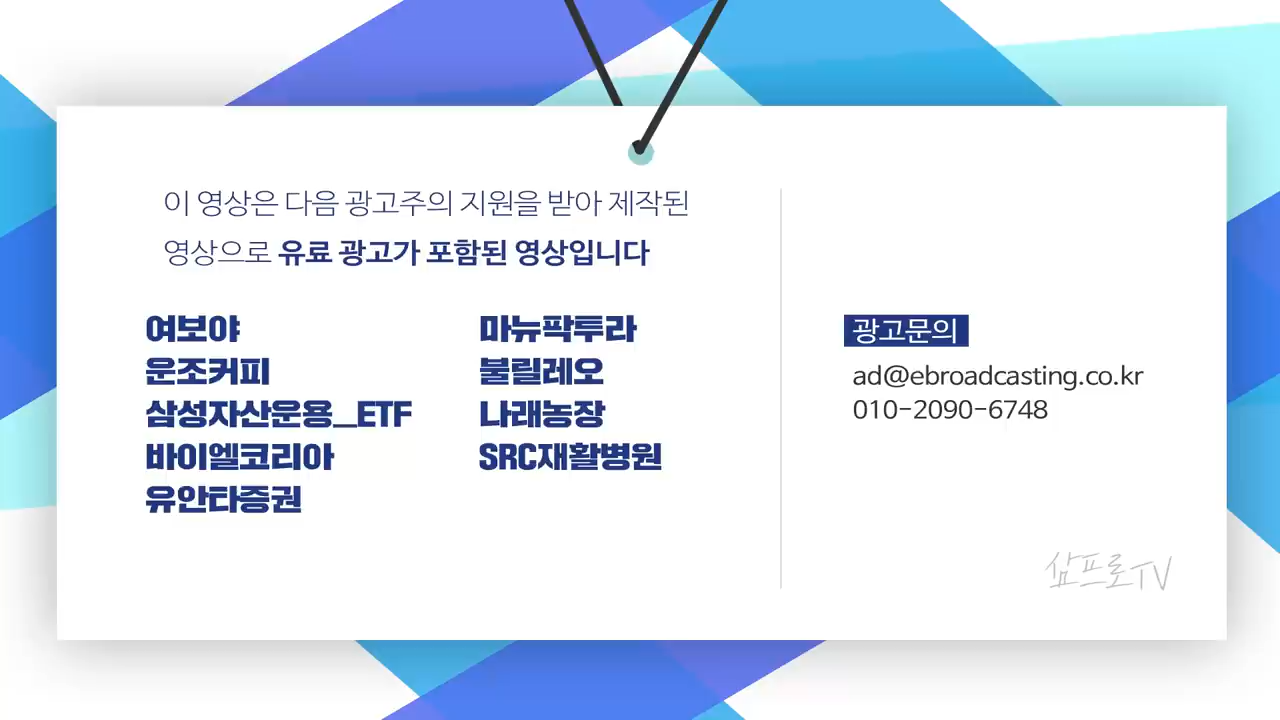 이 영상은 다음 광고주의 지원을 받아 제작된
영상으로 유료 광고가 포함된 영상입니다
여보야
운조커피
삼성자산운용_ETF
바이엘코리아
유안타증권
마뉴팍투라
불릴레오
나래농장
SRC재활병원
광고문의
ad@ebroadcasting.co.kr
010-2090-6748
삼프로TV